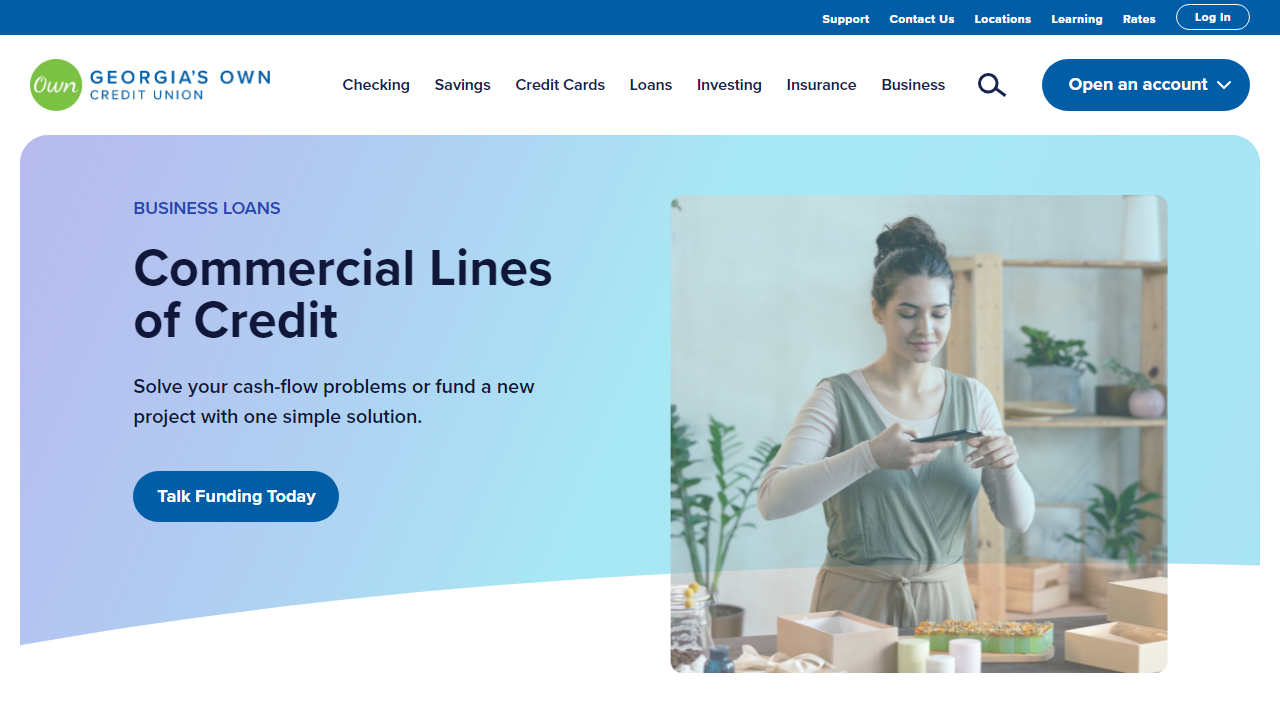 Support Contact Us Locations Learning Rates Log In
Own GEORGIA'S OWN
CREDIT UNION
Checking Savings Credit Cards Loans Investing Insurance Business Open an account
BUSINESS LOANS
Commercial Lines
of Credit
Solve your cash-flow problems or fund a new
project with one simple solution.
Talk Funding Today